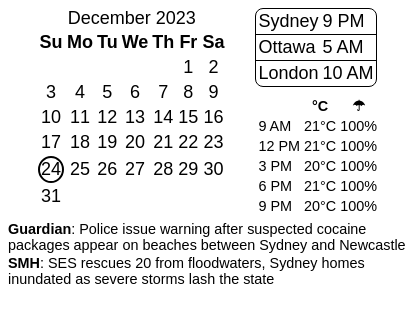 December 2023
Su Mo Tu We Th Fr Sa
1 2
3 4 5 6 7 8 9
10 11 12 13 14 15 16
17 18 19 20 21 22 23
24 25 26 27 28 29 30
31
Sydney 9 PM
Ottawa 5 AM
London 10 AM
°C ☂
9 AM 21°C 100%
12 PM 21°C 100%
3 PM 20°C 100%
6 PM 21°C 100%
9 PM 20°C 100%
Guardian: Police issue warning after suspected cocaine
packages appear on beaches between Sydney and Newcastle
SMH: SES rescues 20 from floodwaters, Sydney homes
inundated as severe storms lash the state